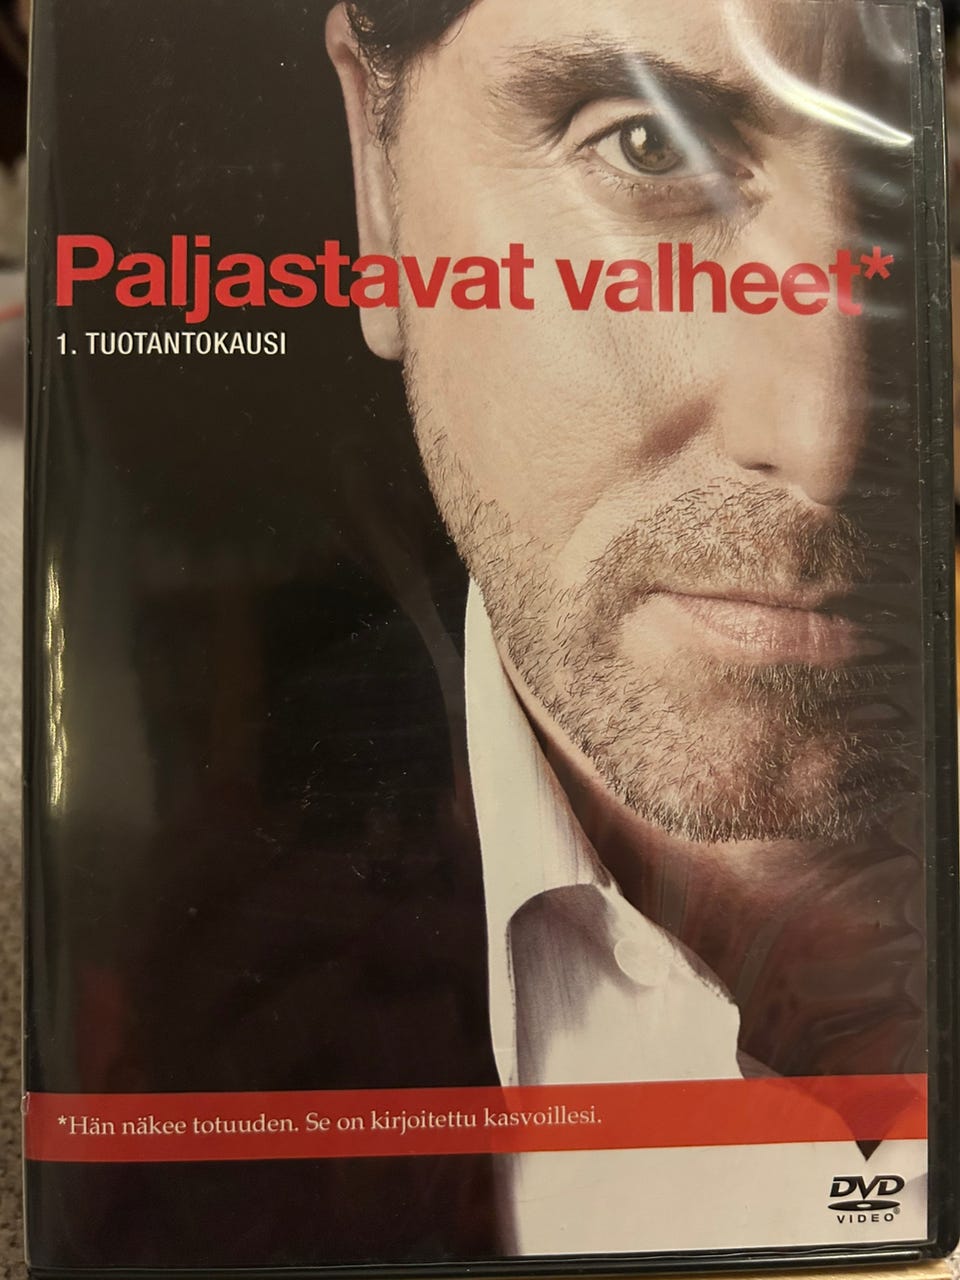 Paljastavat valheet*
1. TUOTANTOKAUSI
*Hän näkee totuuden. Se on kirjoitettu kasvoillesi.
DVD
VIDEO®